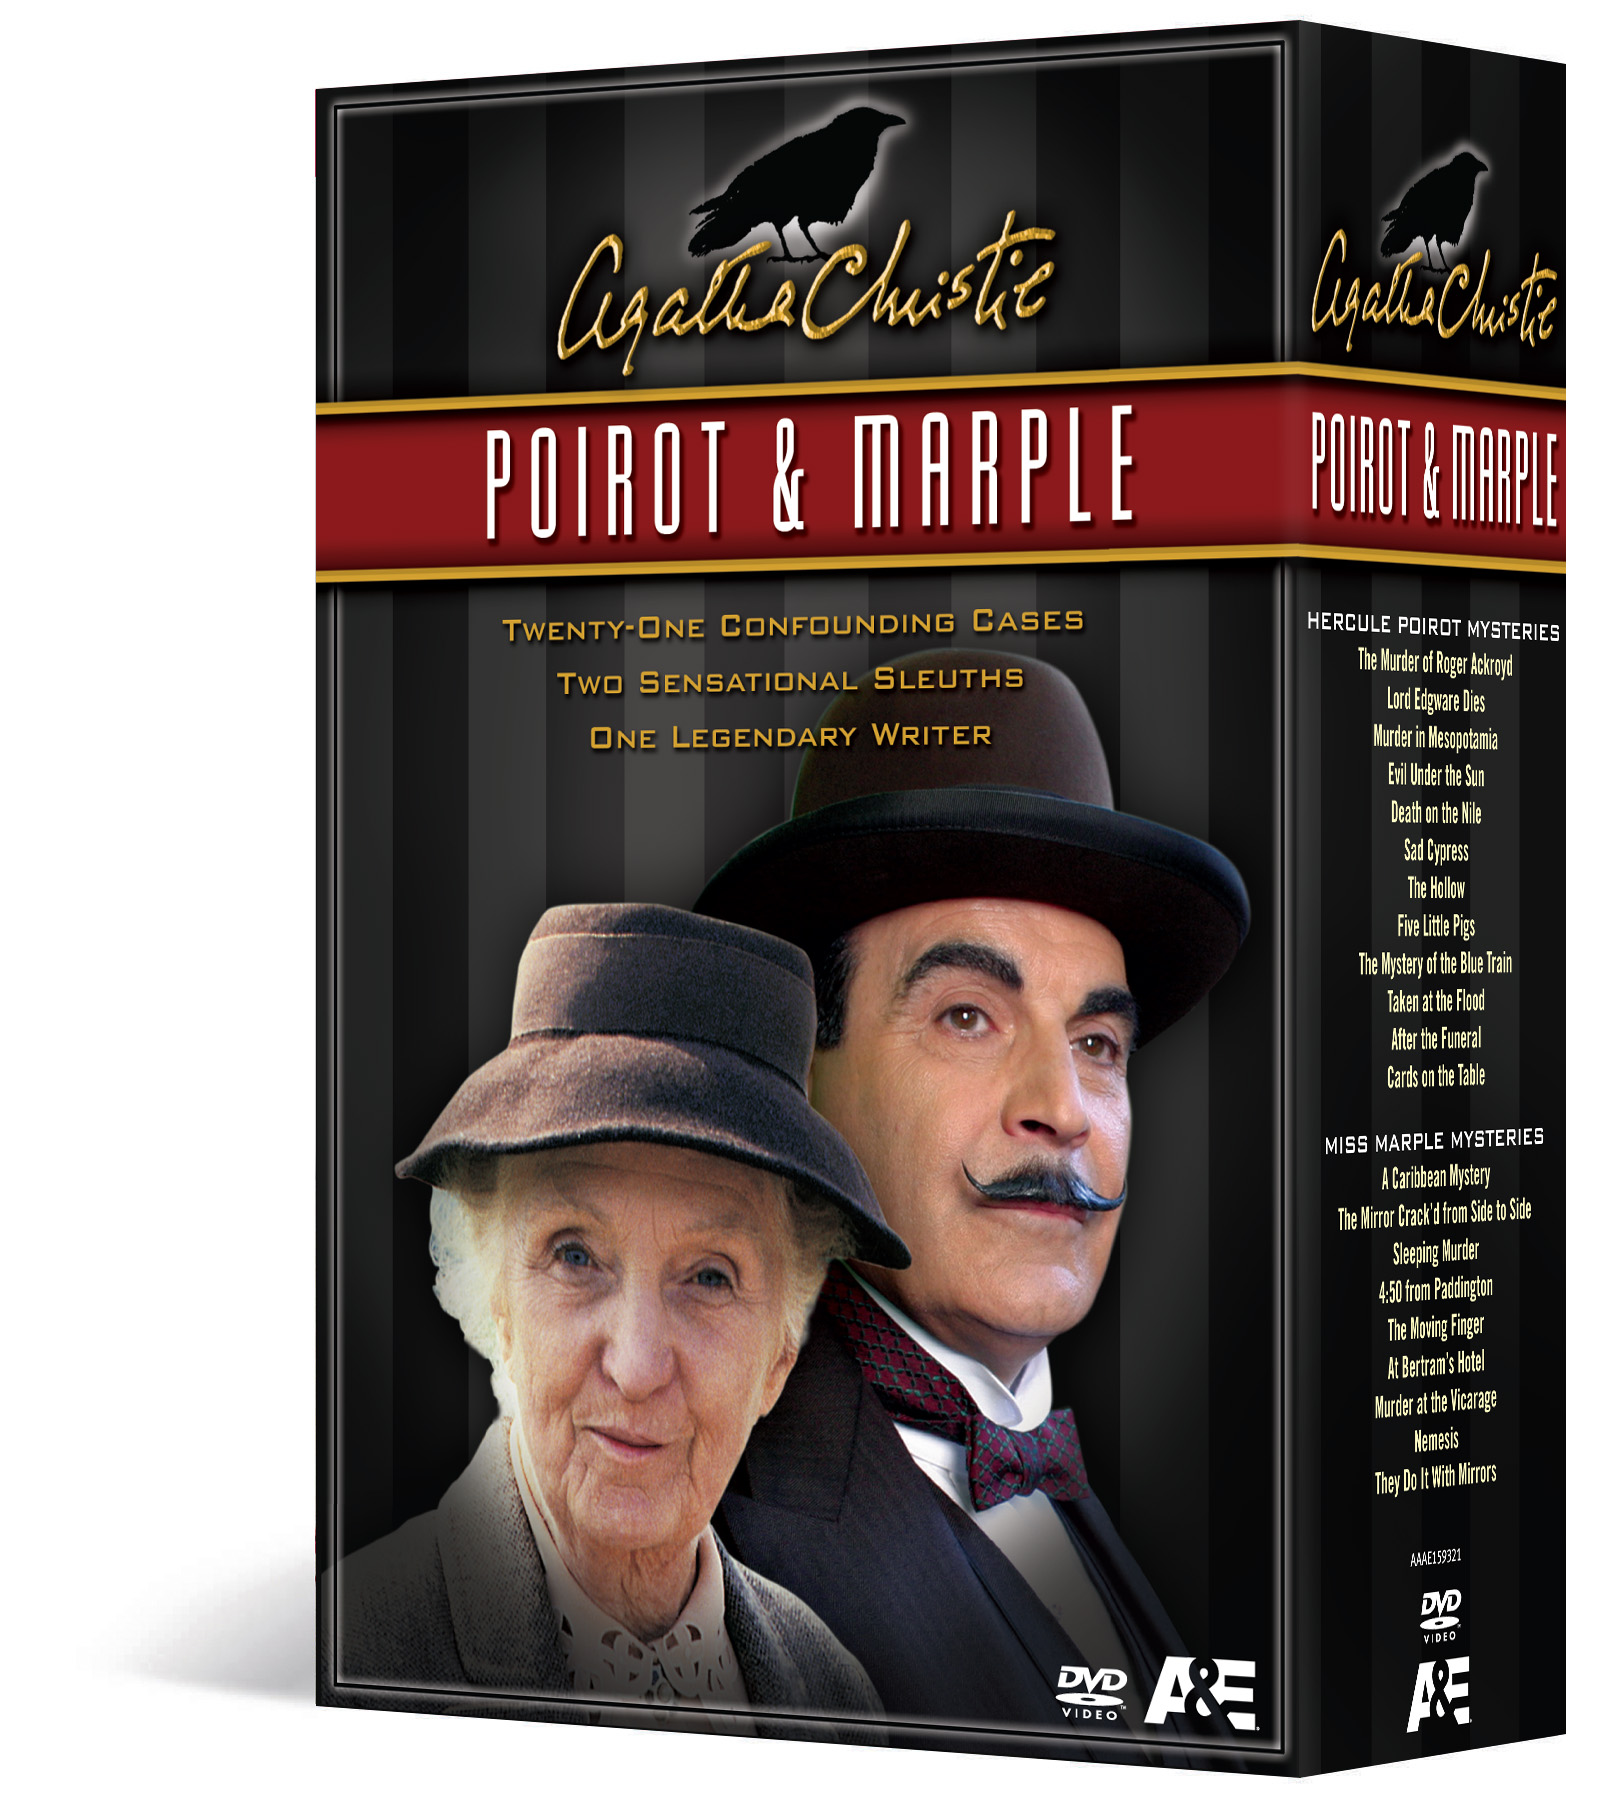 Agatha Christie
POIROT & MARPLE
TWENTY-ONE CONFOUNDING CASES
TWO SENSATIONAL SLEUTHS
ONE LEGENDARY WRITER
DVD
VIDEO
A&E
Agatha Christie
POIROT & MARPLE
HERCULE POIROT MYSTERIES
The Murder of Roger Ackroyd
Lord Edgware Dies
Murder in Mesopotamia
Evil Under the Sun
Death on the Nile
Sad Cypress
The Hollow
Five Little Pigs
The Mystery of the Blue Train
Taken at the Flood
After the Funeral
Cards on the Table
MISS MARPLE MYSTERIES
A Caribbean Mystery
The Mirror Crack'd from Side to Side
Sleeping Murder
4:50 from Paddington
The Moving Finger
At Bertram's Hotel
Murder at the Vicarage
Nemesis
They Do It With Mirrors
AAAE159321
DVD
VIDEO
A&E